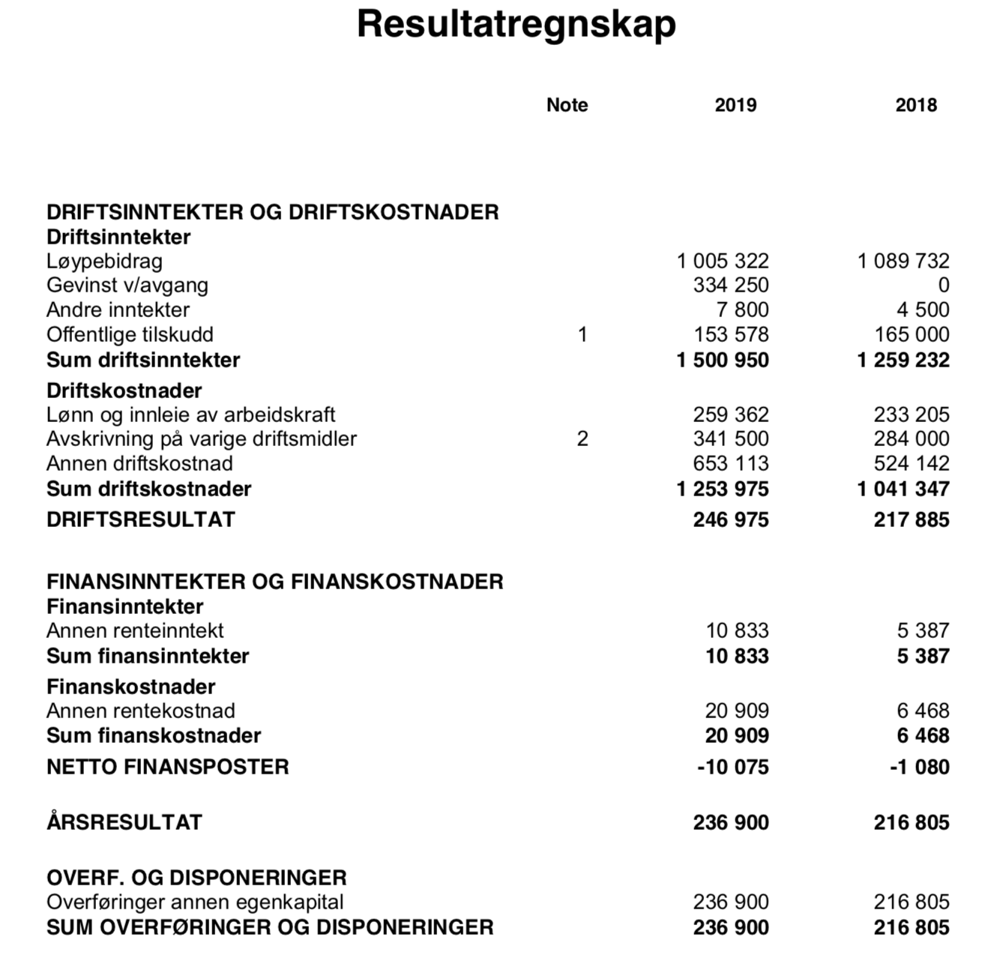 Resultatregnskap
Note 2019 2018
DRIFTSINNTEKTER OG DRIFTSKOSTNADER
Driftsinntekter
Løypebidrag 1 005 322 1 089 732
Gevinst v/avgang 334 250 0
Andre inntekter 7 800 4 500
Offentlige tilskudd 1 153 578 165 000
Sum driftsinntekter 1 500 950 1 259 232
Driftskostnader
Lønn og innleie av arbeidskraft 259 362 233 205
Avskrivning på varige driftsmidler 2 341 500 284 000
Annen driftskostnad 653 113 524 142
Sum driftskostnader 1 253 975 1 041 347
DRIFTSRESULTAT 246 975 217 885
FINANSINNTEKTER OG FINANSKOSTNADER
Finansinntekter
Annen renteinntekt 10 833 5 387
Sum finansinntekter 10 833 5 387
Finanskostnader
Annen rentekostnad 20 909 6 468
Sum finanskostnader 20 909 6 468
NETTO FINANSPOSTER -10 075 -1 080
ÅRSRESULTAT 236 900 216 805
OVERF. OG DISPONERINGER
Overføringer annen egenkapital 236 900 216 805
SUM OVERFØRINGER OG DISPONERINGER 236 900 216 805